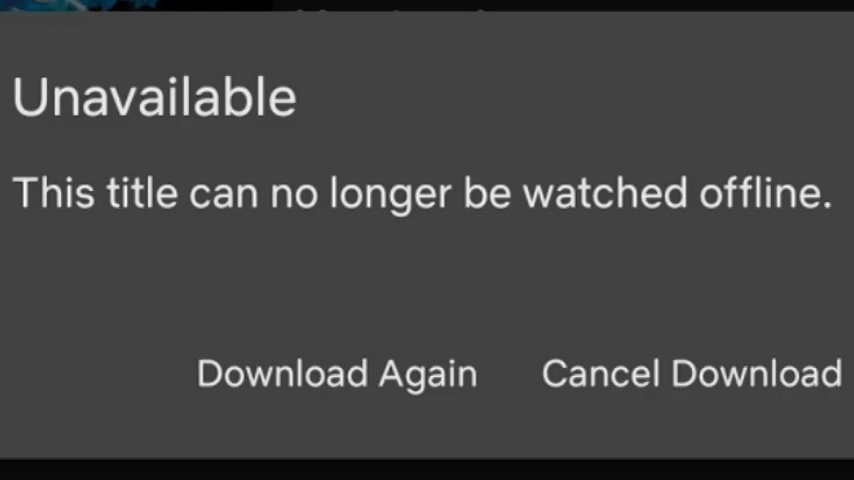 Unavailable
This title can no longer be watched offline.
Download Again Cancel Download